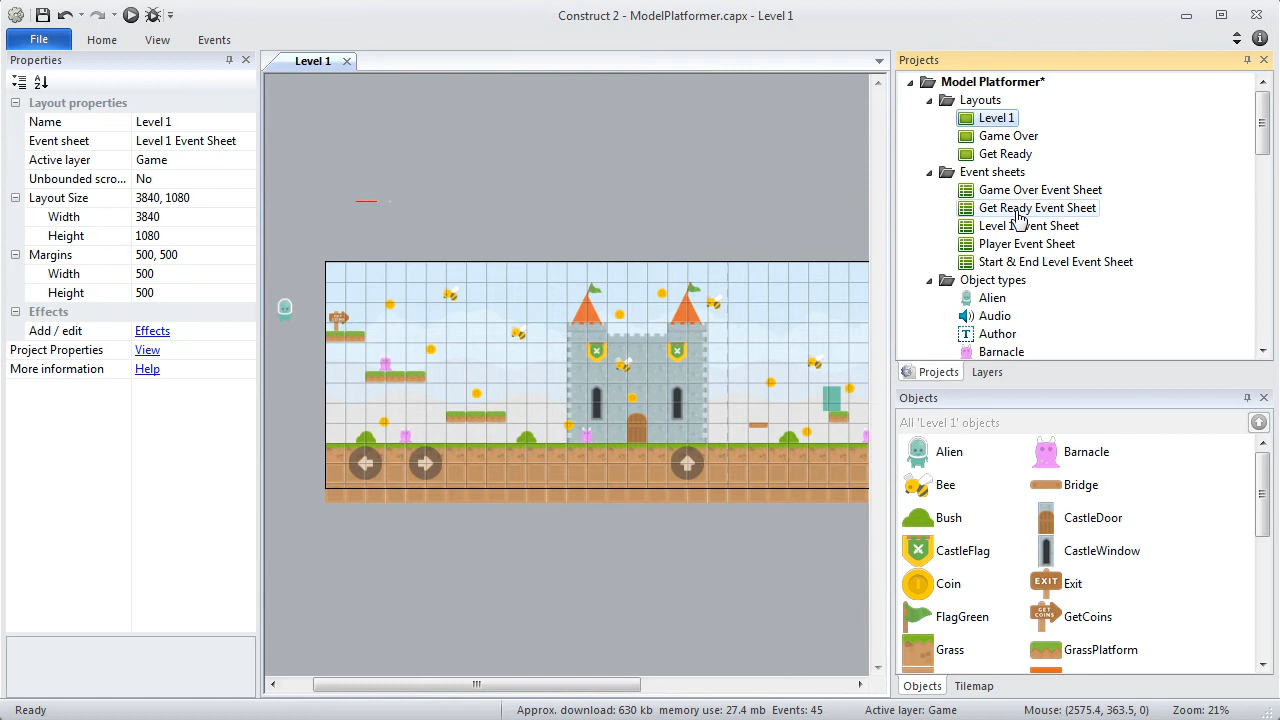 Construct 2 - ModelPlatformer.capx - Level 1
File Home View Events
Properties
Layout properties
Name Level 1
Event sheet Level 1 Event Sheet
Active layer Game
Unbounded scro... No
Layout Size 3840, 1080
Width 3840
Height 1080
Margins 500, 500
Width 500
Height 500
Effects
Add / edit Effects
Project Properties View
More information Help
Level 1
Projects
Model Platformer*
Layouts
Level 1
Game Over
Get Ready
Event sheets
Game Over Event Sheet
Get Ready Event Sheet
Level 1 Event Sheet
Player Event Sheet
Start & End Level Event Sheet
Object types
Alien
Audio
Author
Barnacle
Projects Layers
Objects
All 'Level 1' objects
Alien Barnacle
Bee Bridge
Bush CastleDoor
CastleFlag CastleWindow
Coin EXIT Exit
FlagGreen GET COINS GetCoins
Grass GrassPlatform
Objects Tilemap
Ready Approx. download: 630 kb memory use: 27.4 mb Events: 45 Active layer: Game Mouse: (2575.4, 363.5, 0) Zoom: 21%